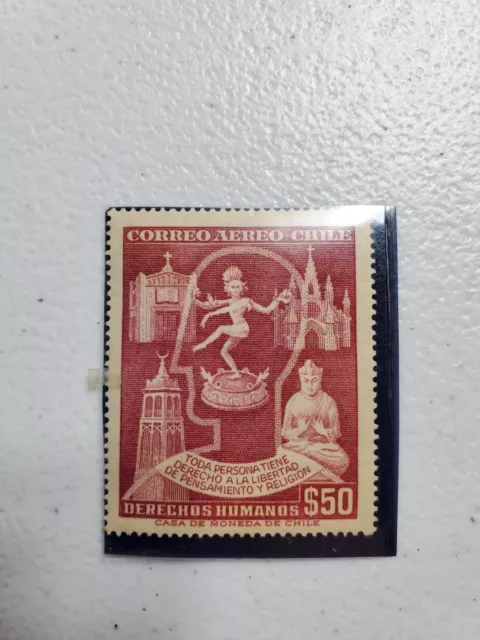 CORREO AEREO-CHILE
TODA PERSONA TIENE
DERECHO A LA LIBERTAD
DE PENSAMIENTO Y RELIGION
DERECHOS HUMANOS $50
CASA DE MONEDA DE CHILE